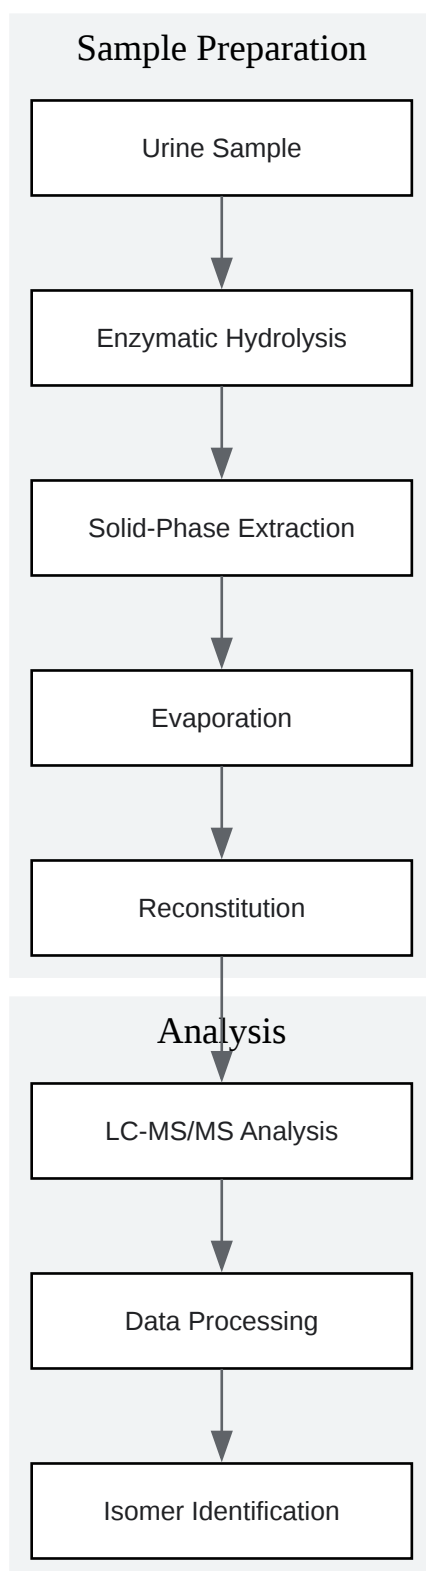 Sample Preparation
Urine Sample
Enzymatic Hydrolysis
Solid-Phase Extraction
Evaporation
Reconstitution
Analysis
LC-MS/MS Analysis
Data Processing
Isomer Identification